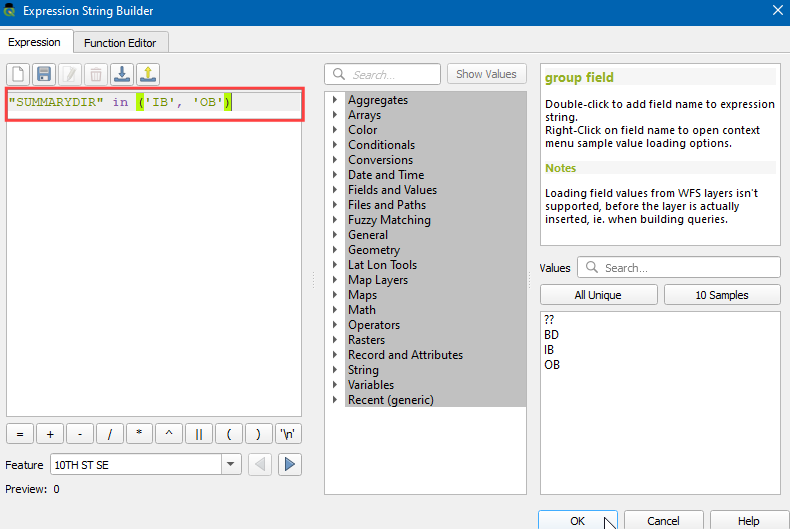 Expression String Builder
Expression
Function Editor
Search...
Show Values
"SUMMARYDIR" in ('IB', 'OB')
Aggregates
Arrays
Color
Conditionals
Conversions
Date and Time
Fields and Values
Files and Paths
Fuzzy Matching
General
Geometry
Lat Lon Tools
Map Layers
Maps
Math
Operators
Rasters
Record and Attributes
String
Variables
Recent (generic)
group field
Double-click to add field name to expression
string.
Right-Click on field name to open context
menu sample value loading options.
Notes
Loading field values from WFS layers isn't
supported, before the layer is actually
inserted, ie. when building queries.
Values
Search...
All Unique
10 Samples
??
BD
IB
OB
= + - / * ^ || ( ) '\n'
Feature
10TH ST SE
Preview: 0
OK
Cancel
Help